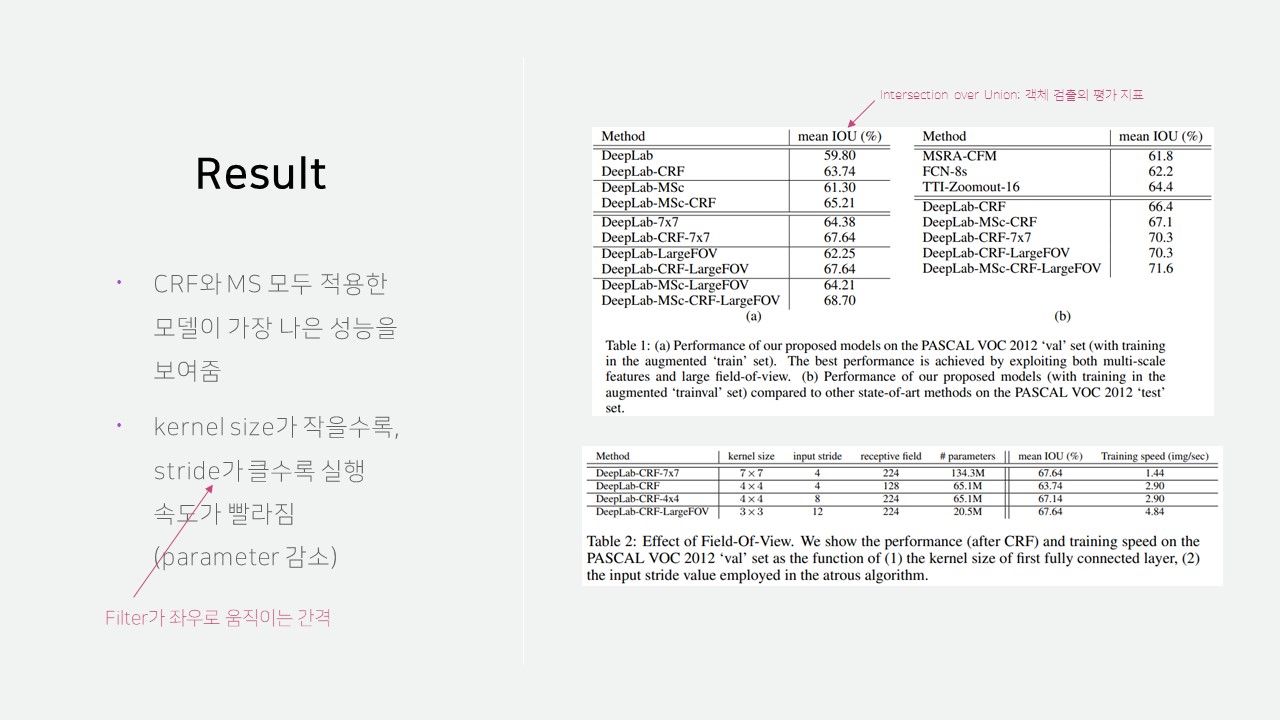 Result
• CRF와 MS 모두 적용한
모델이 가장 나은 성능을
보여줌
• kernel size가 작을수록,
stride가 클수록 실행
속도가 빨라짐
(parameter 감소)
Filter가 좌우로 움직이는 간격
Intersection over Union: 객체 검출의 평가 지표
Method mean IOU (%)
DeepLab 59.80
DeepLab-CRF 63.74
DeepLab-MSc 61.30
DeepLab-MSc-CRF 65.21
DeepLab-7x7 64.38
DeepLab-CRF-7x7 67.64
DeepLab-LargeFOV 62.25
DeepLab-CRF-LargeFOV 67.64
DeepLab-MSc-LargeFOV 64.21
DeepLab-MSc-CRF-LargeFOV 68.70
(a)
Method mean IOU (%)
MSRA-CFM 61.8
FCN-8s 62.2
TTI-Zoomout-16 64.4
DeepLab-CRF 66.4
DeepLab-MSc-CRF 67.1
DeepLab-CRF-7x7 70.3
DeepLab-CRF-LargeFOV 70.3
DeepLab-MSc-CRF-LargeFOV 71.6
(b)
Table 1: (a) Performance of our proposed models on the PASCAL VOC 2012 ‘val’ set (with training
in the augmented ‘train’ set). The best performance is achieved by exploiting both multi-scale
features and large field-of-view. (b) Performance of our proposed models (with training in the
augmented ‘trainval’ set) compared to other state-of-art methods on the PASCAL VOC 2012 ‘test’
set.
Method kernel size input stride receptive field # parameters mean IOU (%) Training speed (img/sec)
DeepLab-CRF-7x7 7×7 4 224 134.3M 67.64 1.44
DeepLab-CRF 4×4 4 128 65.1M 63.74 2.90
DeepLab-CRF-4x4 4×4 8 224 65.1M 67.14 2.90
DeepLab-CRF-LargeFOV 3×3 12 224 20.5M 67.64 4.84
Table 2: Effect of Field-Of-View. We show the performance (after CRF) and training speed on the
PASCAL VOC 2012 ‘val’ set as the function of (1) the kernel size of first fully connected layer, (2)
the input stride value employed in the atrous algorithm.